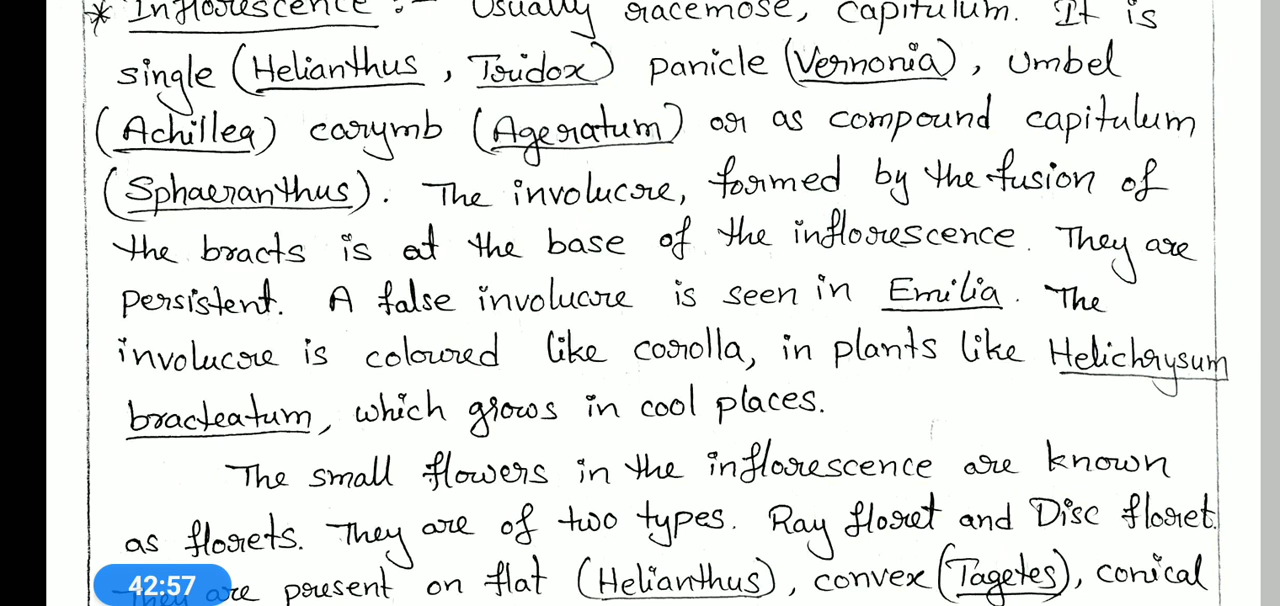 * Inflorescence :- Usually racemose, capitulum. It is
single (Helianthus, Tridox) panicle (Vernonia), umbel
(Achillea) carymb (Ageratum) or as compound capitulum
(Sphaeranthus). The involucre, formed by the fusion of
the bracts is at the base of the inflorescence. They are
persistent. A false involucre is seen in Emilia. The
involucre is coloured like corolla, in plants like Helichrysum
bracteatum, which grows in cool places.
The small flowers in the inflorescence are known
as florets. They are of two types. Ray floret and Disc floret.
They are present on flat (Helianthus), convex (Tagetes), conical
42:57